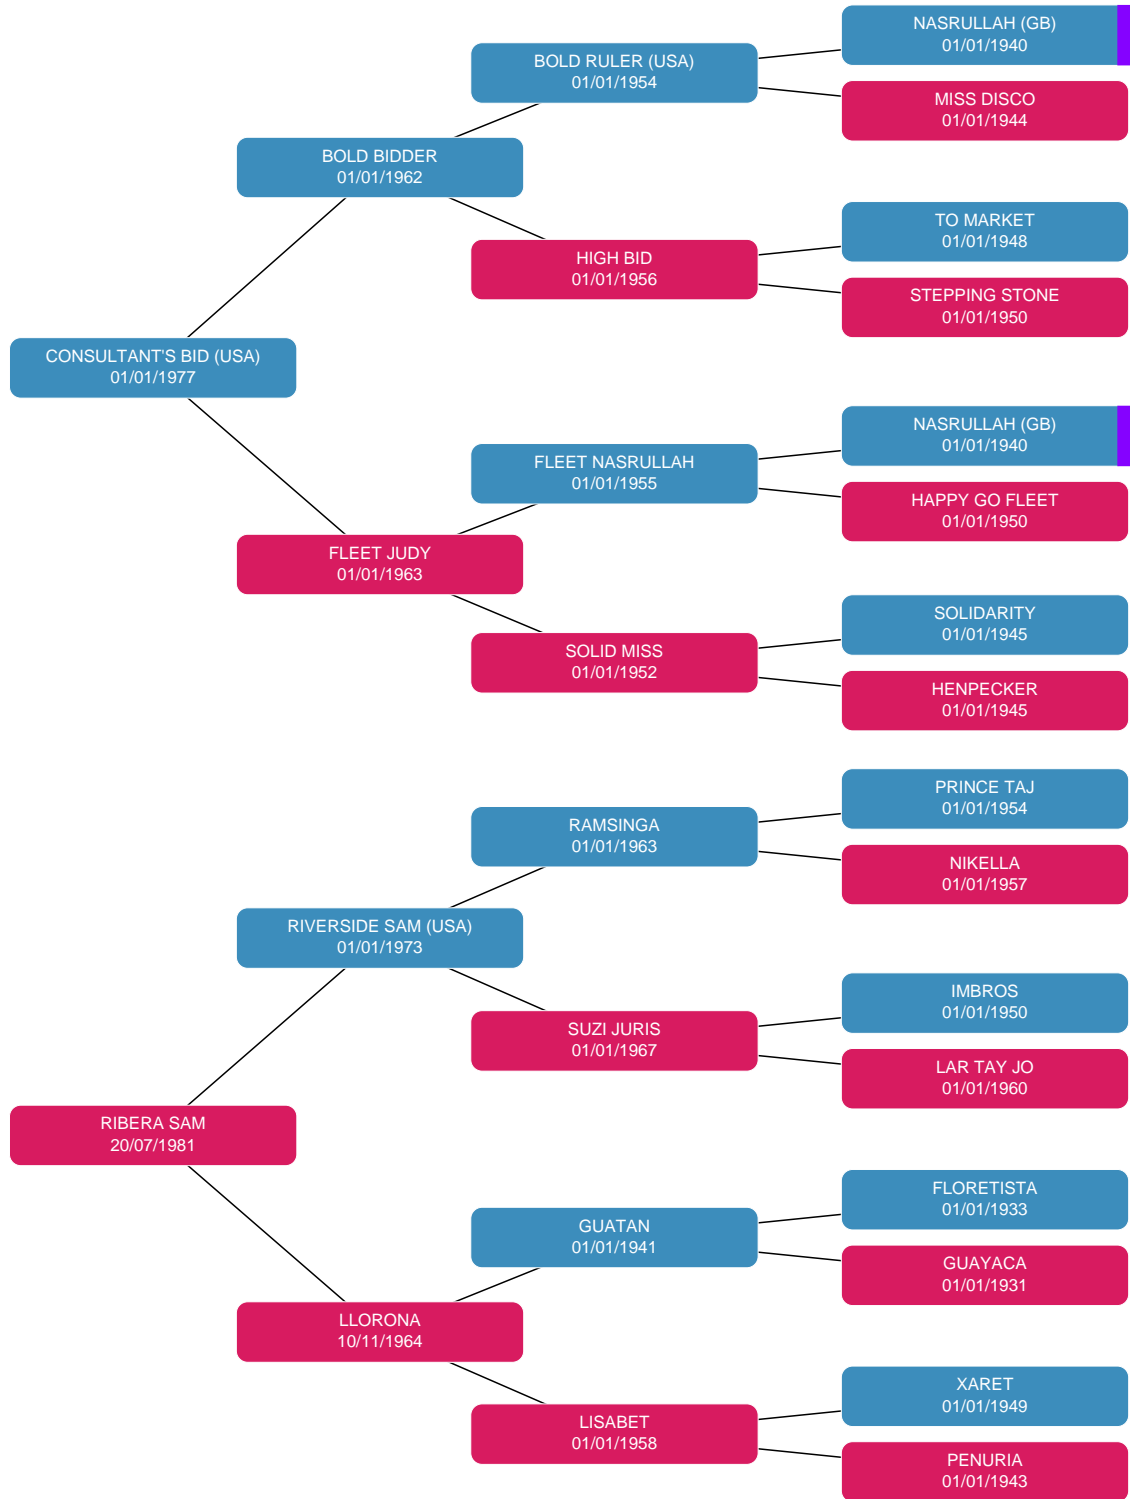 NASRULLAH (GB)
01/01/1940
BOLD RULER (USA)
01/01/1954
MISS DISCO
01/01/1944
BOLD BIDDER
01/01/1962
TO MARKET
01/01/1948
HIGH BID
01/01/1956
STEPPING STONE
01/01/1950
CONSULTANT'S BID (USA)
01/01/1977
NASRULLAH (GB)
01/01/1940
FLEET NASRULLAH
01/01/1955
HAPPY GO FLEET
01/01/1950
FLEET JUDY
01/01/1963
SOLIDARITY
01/01/1945
SOLID MISS
01/01/1952
HENPECKER
01/01/1945
PRINCE TAJ
01/01/1954
RAMSINGA
01/01/1963
NIKELLA
01/01/1957
RIVERSIDE SAM (USA)
01/01/1973
IMBROS
01/01/1950
SUZI JURIS
01/01/1967
LAR TAY JO
01/01/1960
RIBERA SAM
20/07/1981
FLORETISTA
01/01/1933
GUATAN
01/01/1941
GUAYACA
01/01/1931
LLORONA
10/11/1964
XARET
01/01/1949
LISABET
01/01/1958
PENURIA
01/01/1943